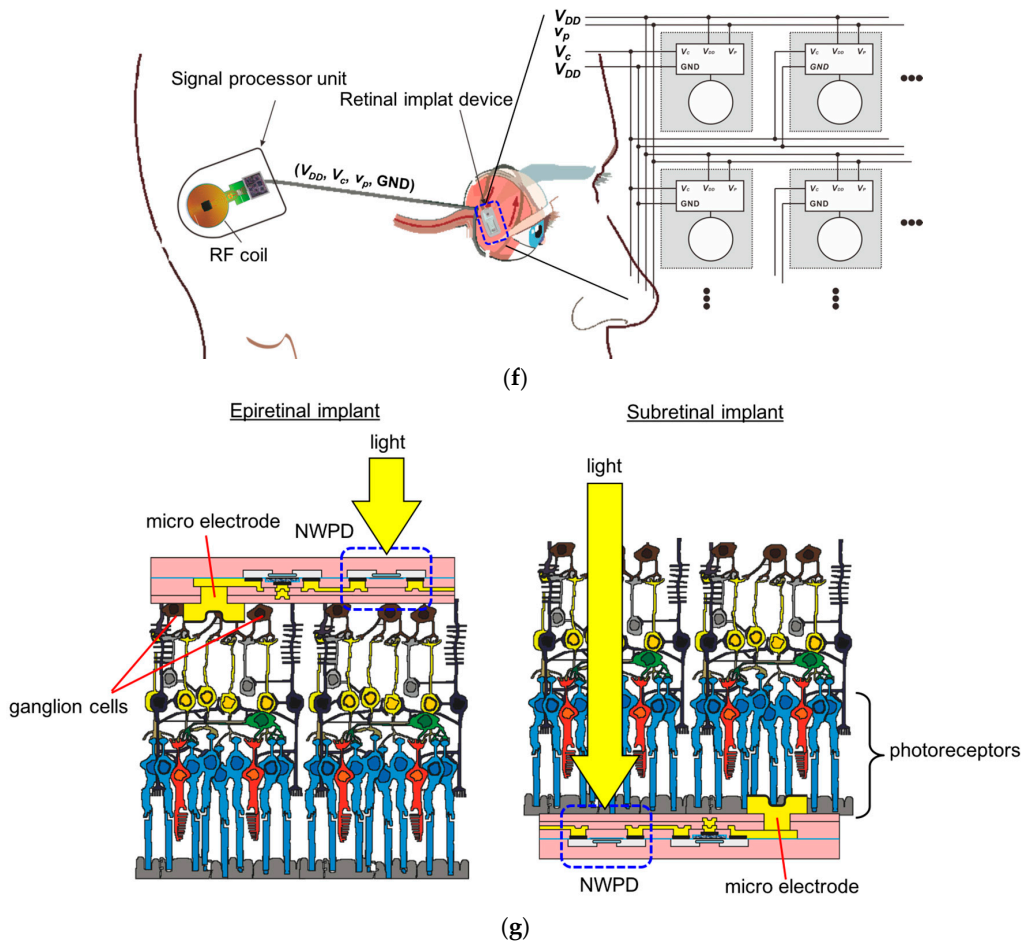 Signal processor unit
Retinal implat device
(V_DD, V_c, v_p, GND)
RF coil
V_DD
v_p
V_c
V_DD
V_C V_DD V_P
GND
V_C V_DD V_P
GND
V_C V_DD V_P
GND
V_C V_DD V_P
GND
(f)
Epiretinal implant
light
micro electrode
NWPD
ganglion cells
Subretinal implant
light
photoreceptors
NWPD
micro electrode
(g)